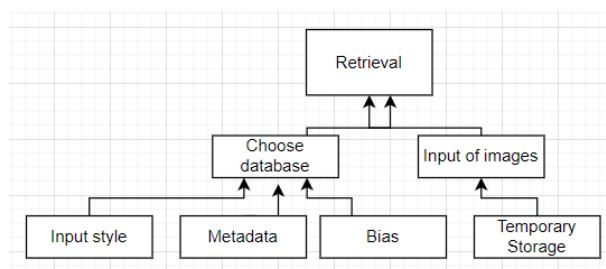 Retrieval
Choose
database
Input of images
Input style
Metadata
Bias
Temporary
Storage